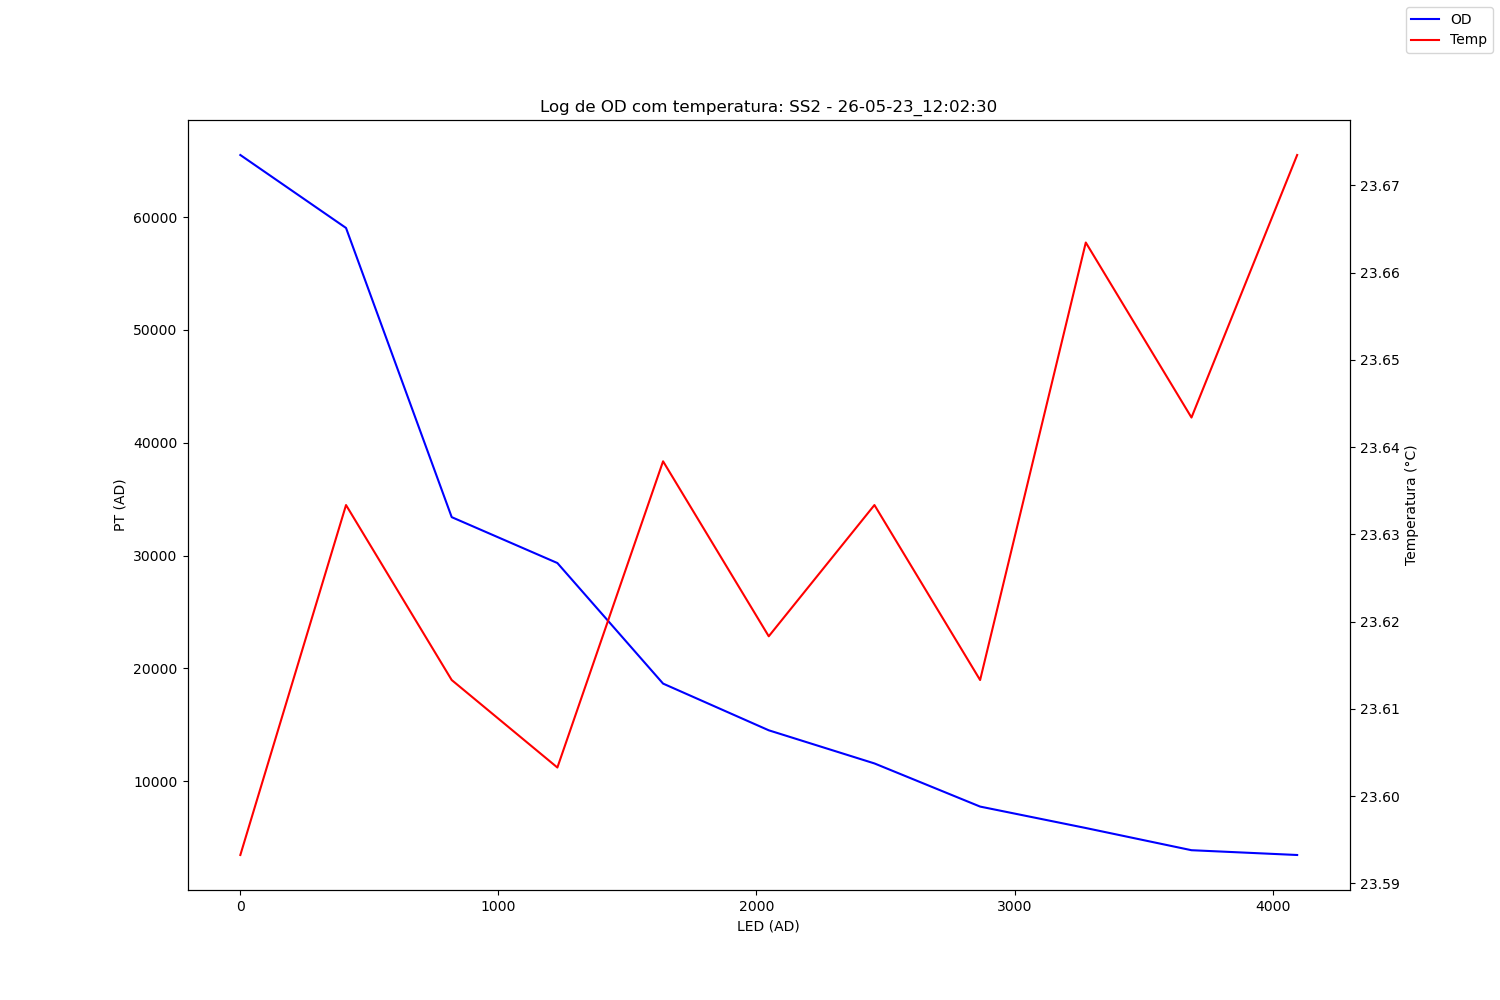 OD
Temp
Log de OD com temperatura: SS2 - 26-05-23_12:02:30
60000
50000
40000
30000
20000
10000
PT (AD)
23.67
23.66
23.65
23.64
23.63
23.62
23.61
23.60
23.59
Temperatura (°C)
0 1000 2000 3000 4000
LED (AD)